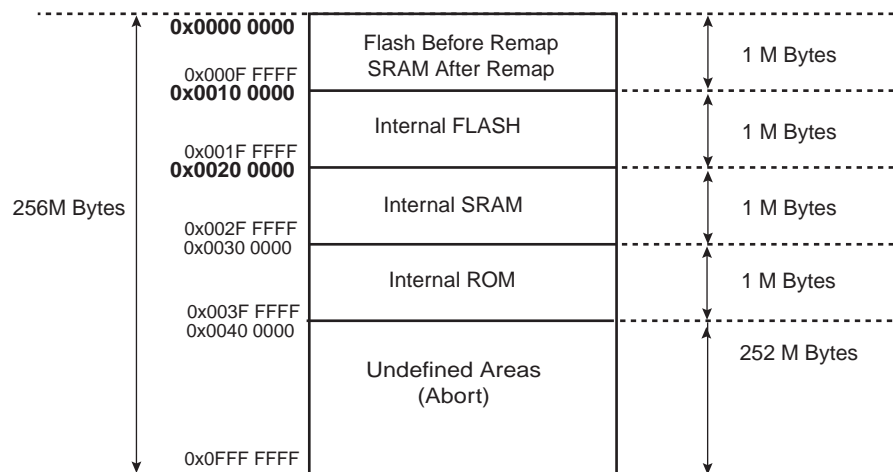 0x0000 0000
Flash Before Remap
SRAM After Remap
1 M Bytes
0x000F FFFF
0x0010 0000
Internal FLASH
1 M Bytes
0x001F FFFF
0x0020 0000
256M Bytes
Internal SRAM
1 M Bytes
0x002F FFFF
0x0030 0000
Internal ROM
1 M Bytes
0x003F FFFF
0x0040 0000
252 M Bytes
Undefined Areas
(Abort)
0x0FFF FFFF